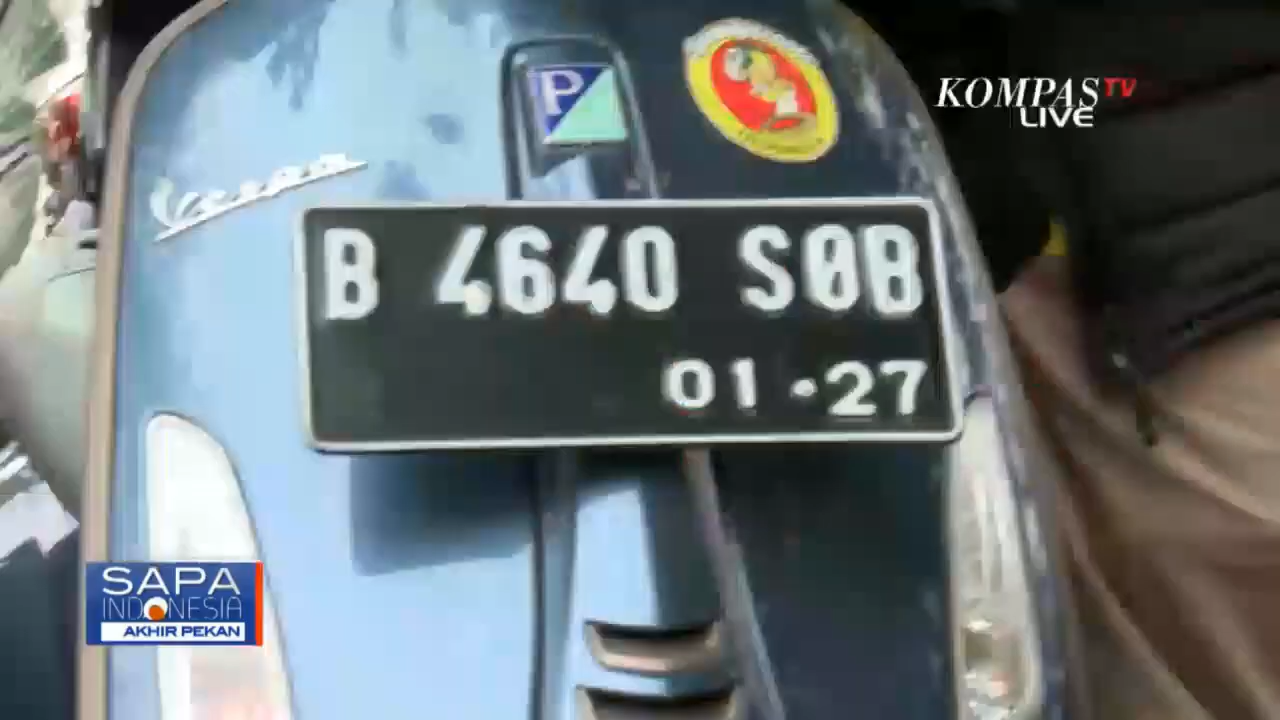 KOMPAS TV
LIVE
P
Vespa
B 4640 S0B
01 - 27
SAPA
INDONESIA
AKHIR PEKAN